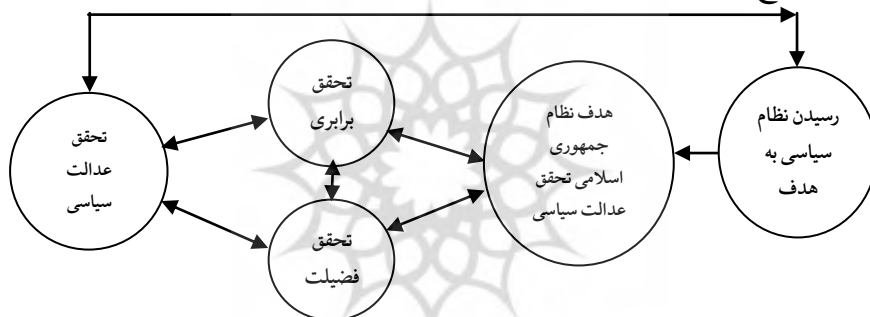 رسیدن نظام
سیاسی به
هدف
هدف نظام
جمهوری
اسلامی تحقق
عدالت سیاسی
تحقق
برابری
تحقق
فضیلت
تحقق
عدالت
سیاسی